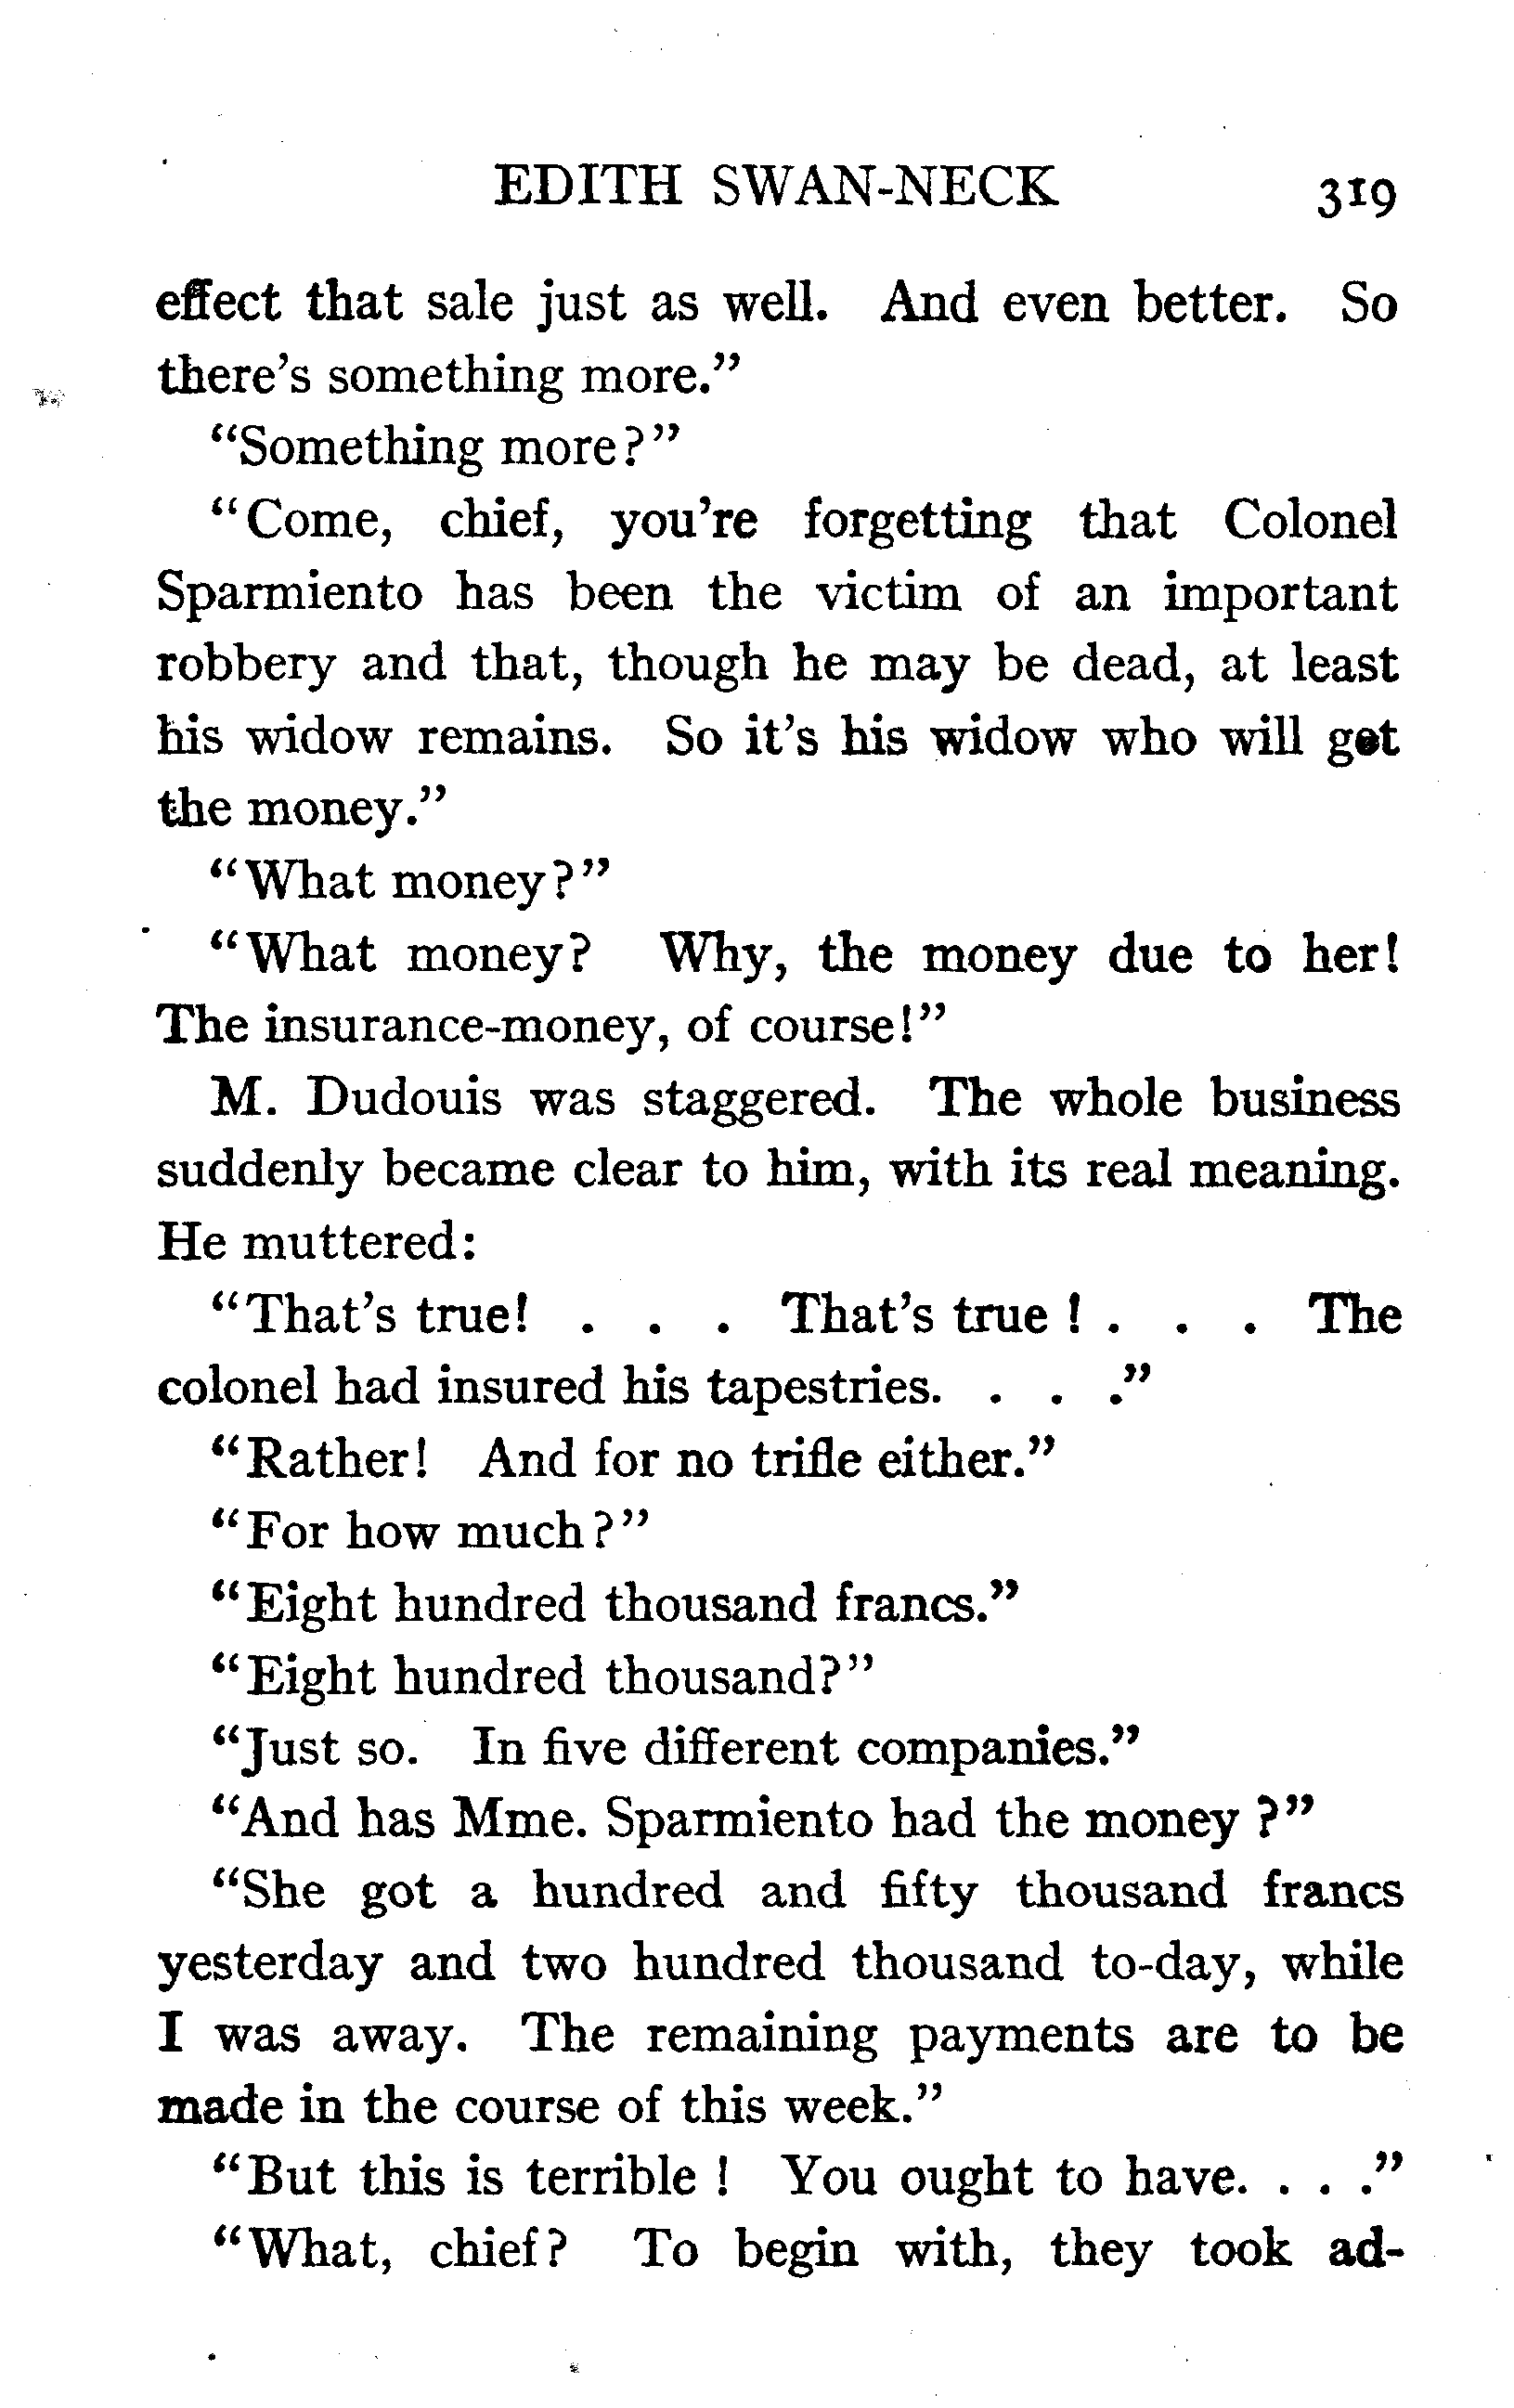 EDITH SWAN-NECK 319
effect that sale just as well. And even better. So
there's something more.”
“Something more?”
“Come, chief, you're forgetting that Colonel
Sparmiento has been the victim of an important
robbery and that, though he may be dead, at least
his widow remains. So it's his widow who will get
the money.”
“What money?”
“What money? Why, the money due to her!
The insurance-money, of course!”
M. Dudouis was staggered. The whole business
suddenly became clear to him, with its real meaning.
He muttered:
“That's true! . . . That's true ! . . . The
colonel had insured his tapestries. . . .”
“Rather! And for no trifle either.”
“For how much?”
“Eight hundred thousand francs.”
“Eight hundred thousand?”
“Just so. In five different companies.”
“And has Mme. Sparmiento had the money ?”
“She got a hundred and fifty thousand francs
yesterday and two hundred thousand to-day, while
I was away. The remaining payments are to be
made in the course of this week.”
“But this is terrible ! You ought to have. . . .”
“What, chief? To begin with, they took ad-